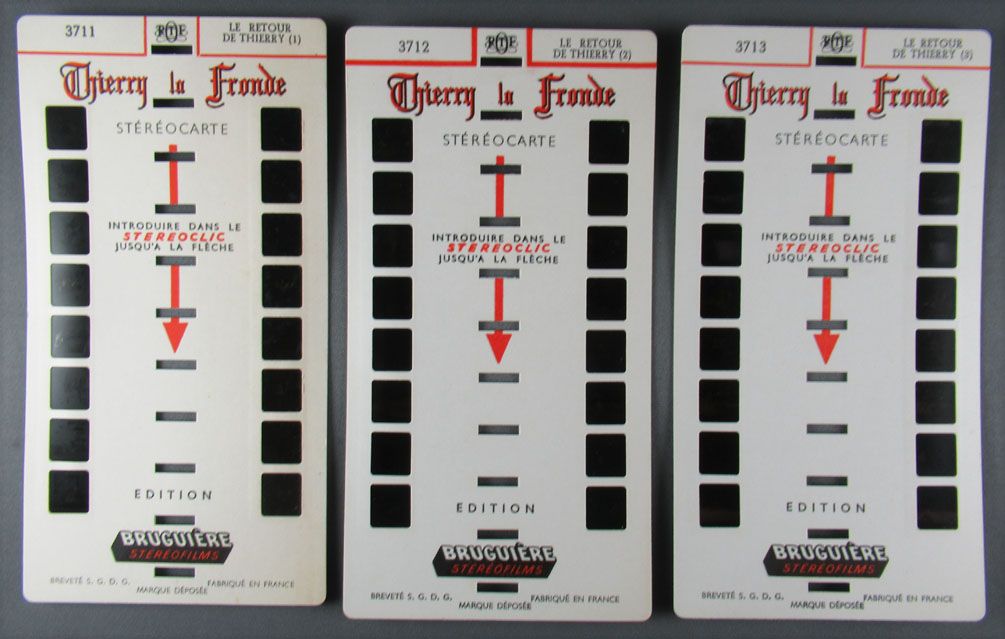 3711
RTF
LE RETOUR
DE THIERRY (1)
Thierry la Fronde
STÉRÉOCARTE
INTRODUIRE DANS LE
STEREOCLIC
JUSQU'A LA FLÈCHE
EDITION
BRUGUIÈRE
STEREOFILMS
BREVETÉ S. G. D. G.
MARQUE DÉPOSÉE
FABRIQUÉ EN FRANCE
3712
RTF
LE RETOUR
DE THIERRY (2)
Thierry la Fronde
STÉRÉOCARTE
INTRODUIRE DANS LE
STEREOCLIC
JUSQU'A LA FLÈCHE
EDITION
BRUGUIÈRE
STEREOFILMS
BREVETÉ S. G. D. G.
MARQUE DÉPOSÉE
FABRIQUÉ EN FRANCE
3713
RTF
LE RETOUR
DE THIERRY (3)
Thierry la Fronde
STÉRÉOCARTE
INTRODUIRE DANS LE
STEREOCLIC
JUSQU'A LA FLÈCHE
EDITION
BRUGUIÈRE
STEREOFILMS
BREVETÉ S. G. D. G.
MARQUE DÉPOSÉE
FABRIQUÉ EN FRANCE